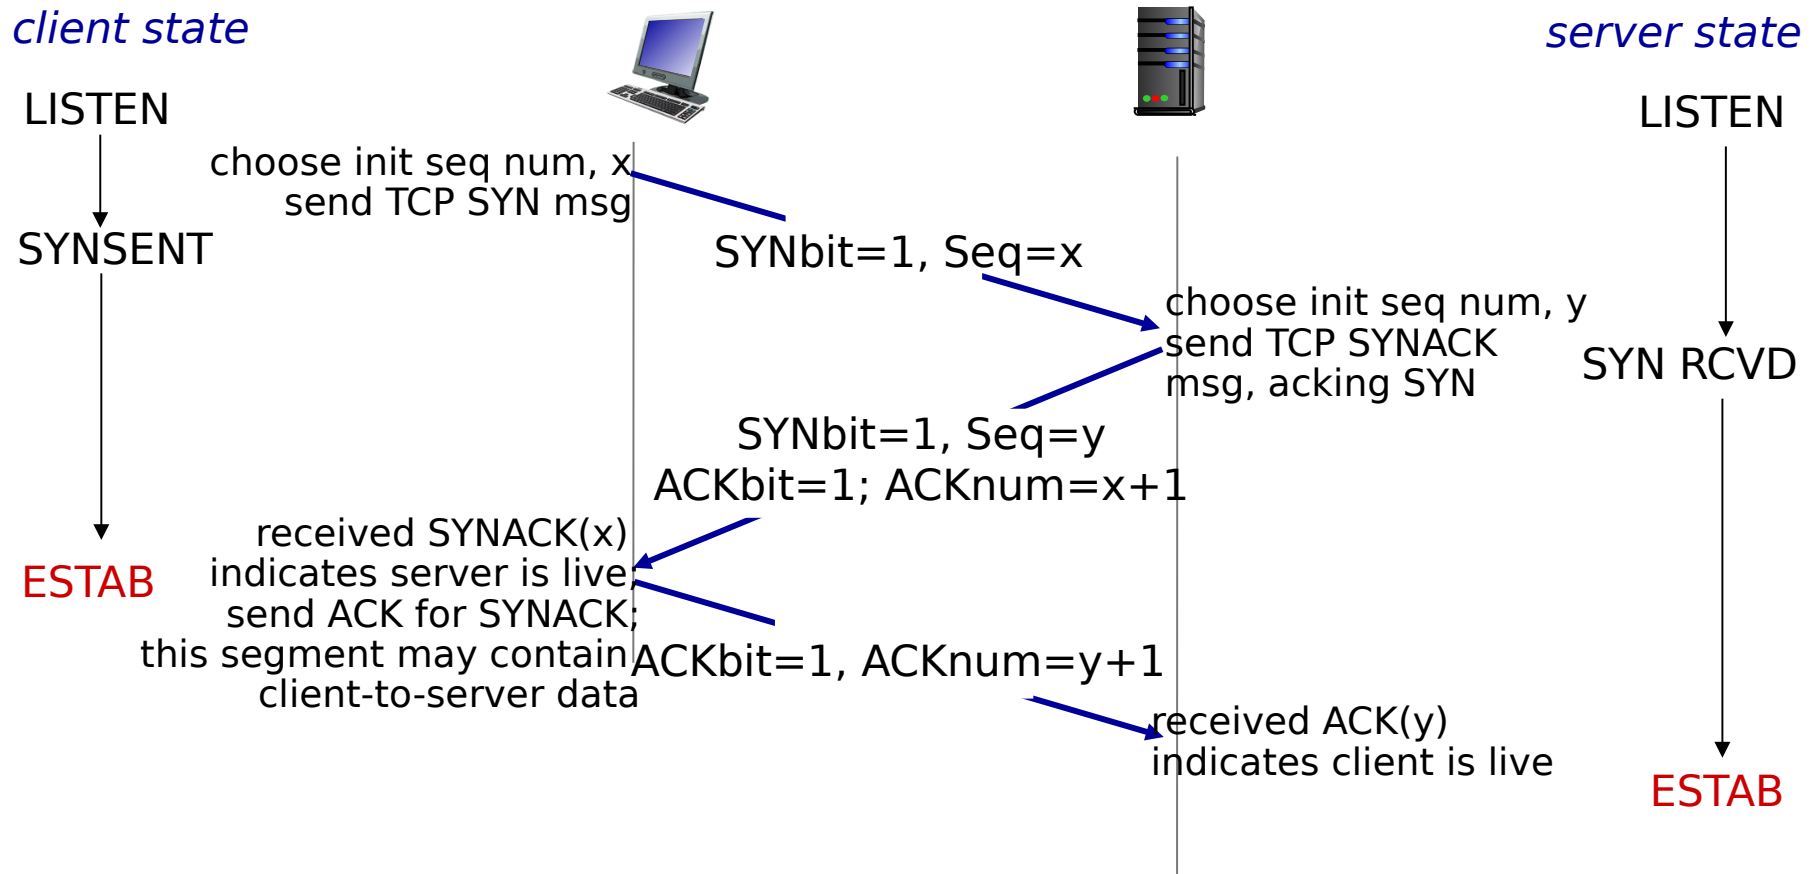 client state
server state
LISTEN
LISTEN
choose init seq num, x
send TCP SYN msg
SYNSENT
SYNbit=1, Seq=x
choose init seq num, y
send TCP SYNACK
msg, acking SYN
SYN RCVD
SYNbit=1, Seq=y
ACKbit=1; ACKnum=x+1
received SYNACK(x)
indicates server is live;
send ACK for SYNACK;
this segment may contain
client-to-server data
ESTAB
ACKbit=1, ACKnum=y+1
received ACK(y)
indicates client is live
ESTAB